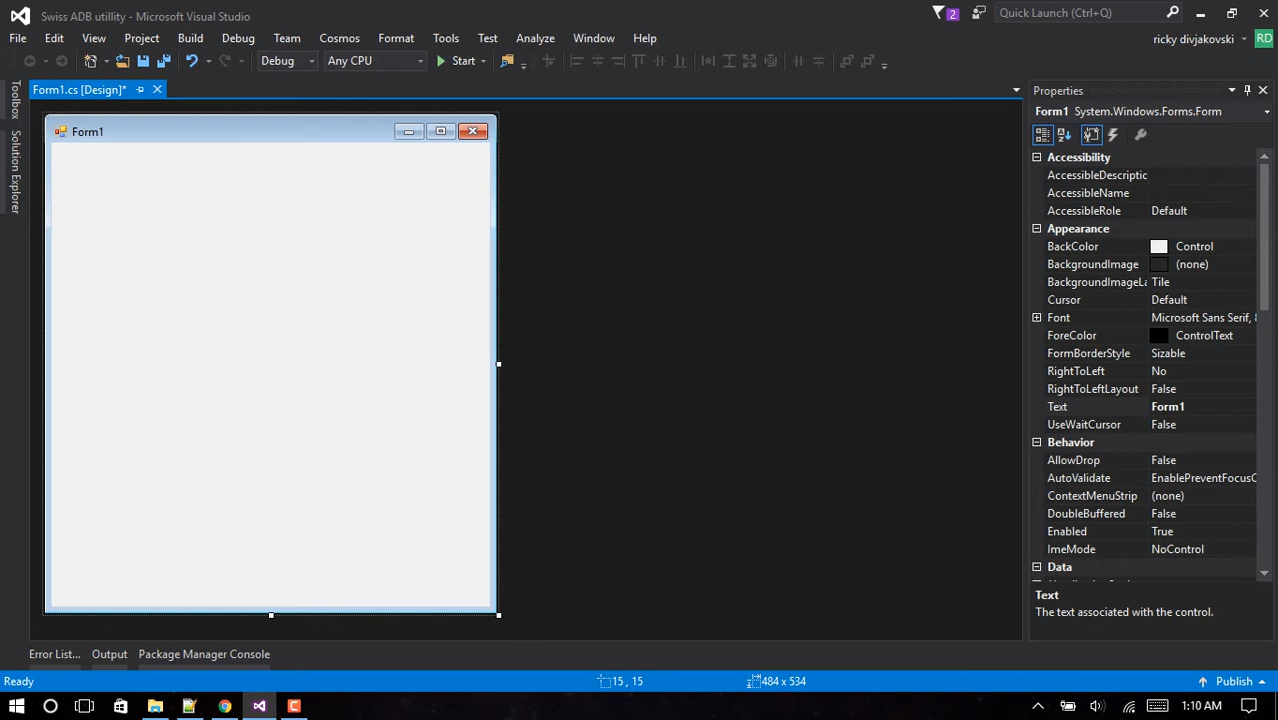 Swiss ADB utillity - Microsoft Visual Studio
2
Quick Launch (Ctrl+Q)
File Edit View Project Build Debug Team Cosmos Format Tools Test Analyze Window Help
ricky divjakovski RD
Debug Any CPU Start
Form1.cs [Design]*
Toolbox
Solution Explorer
Form1
Properties
Form1 System.Windows.Forms.Form
Accessibility
AccessibleDescriptic
AccessibleName
AccessibleRole Default
Appearance
BackColor Control
BackgroundImage (none)
BackgroundImageLa Tile
Cursor Default
Font Microsoft Sans Serif, 8
ForeColor ControlText
FormBorderStyle Sizable
RightToLeft No
RightToLeftLayout False
Text Form1
UseWaitCursor False
Behavior
AllowDrop False
AutoValidate EnablePreventFocusC
ContextMenuStrip (none)
DoubleBuffered False
Enabled True
ImeMode NoControl
Data
Text
The text associated with the control.
Error List... Output Package Manager Console
Ready 15 , 15 484 x 534 Publish
1:10 AM